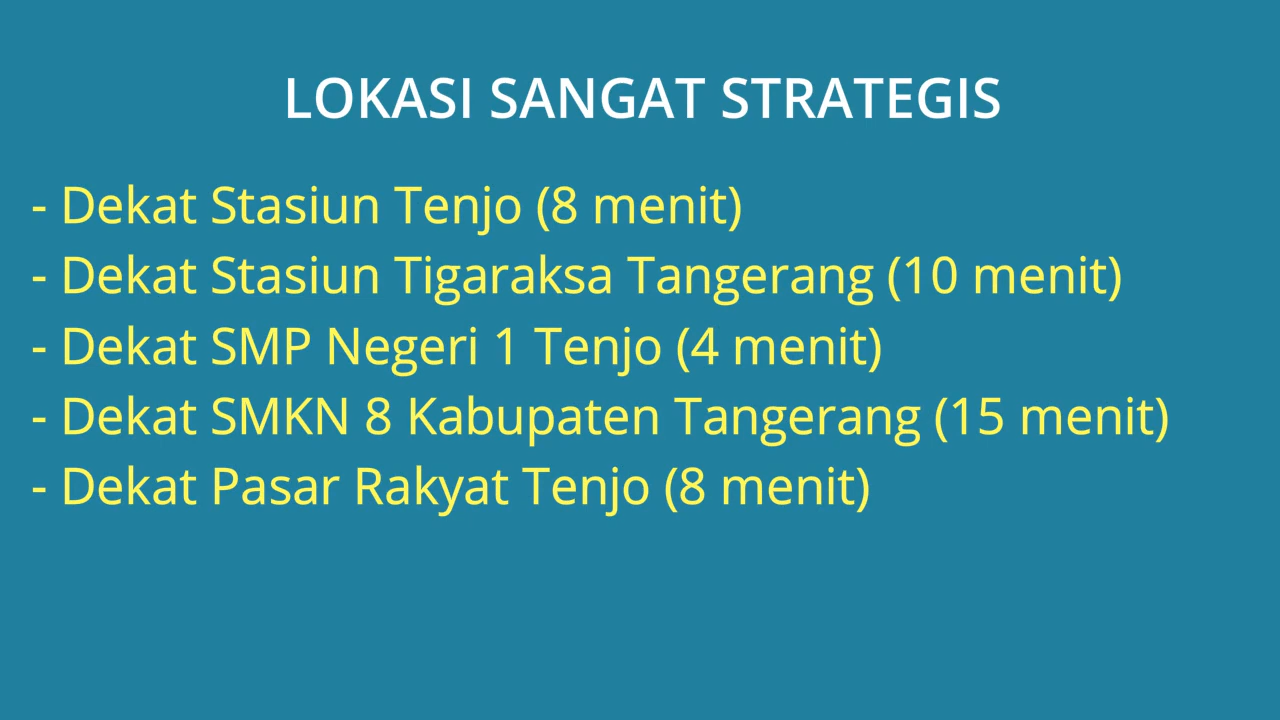 LOKASI SANGAT STRATEGIS
- Dekat Stasiun Tenjo (8 menit)
- Dekat Stasiun Tigaraksa Tangerang (10 menit)
- Dekat SMP Negeri 1 Tenjo (4 menit)
- Dekat SMKN 8 Kabupaten Tangerang (15 menit)
- Dekat Pasar Rakyat Tenjo (8 menit)